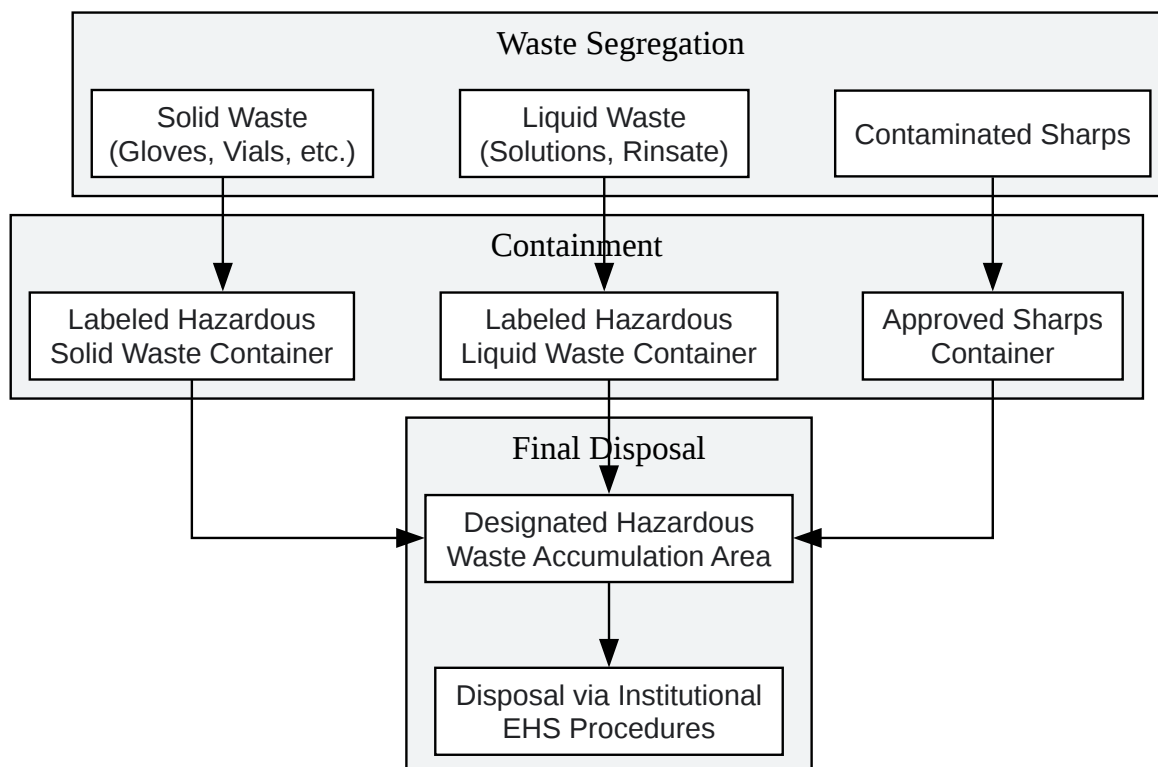 Waste Segregation
Solid Waste
(Gloves, Vials, etc.)
Liquid Waste
(Solutions, Rinsate)
Contaminated Sharps
Containment
Labeled Hazardous
Solid Waste Container
Labeled Hazardous
Liquid Waste Container
Approved Sharps
Container
Final Disposal
Designated Hazardous
Waste Accumulation Area
Disposal via Institutional
EHS Procedures